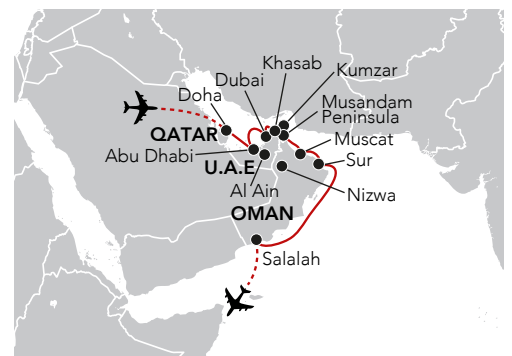 Khasab
Dubai
Kumzar
Doha
Musandam
Peninsula
QATAR
Muscat
Abu Dhabi
Sur
U.A.E
Al Ain
Nizwa
OMAN
Salalah